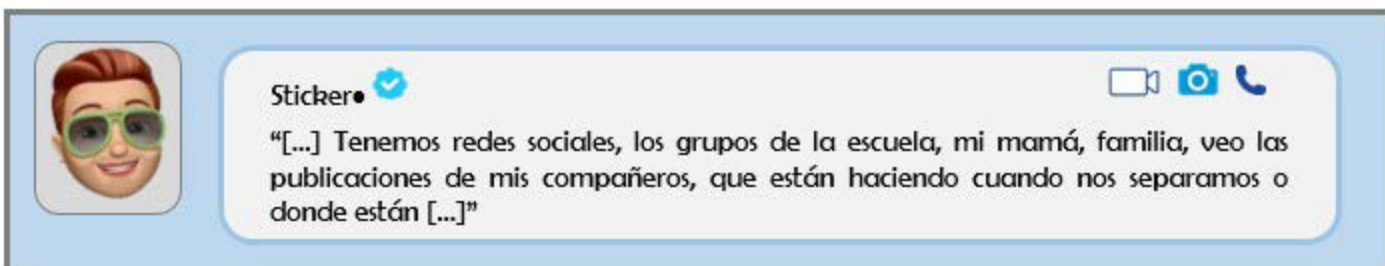 Sticker•
“[...] Tenemos redes sociales, los grupos de la escuela, mi mamá, familia, veo las
publicaciones de mis compañeros, que están haciendo cuando nos separamos o
donde están [...]”